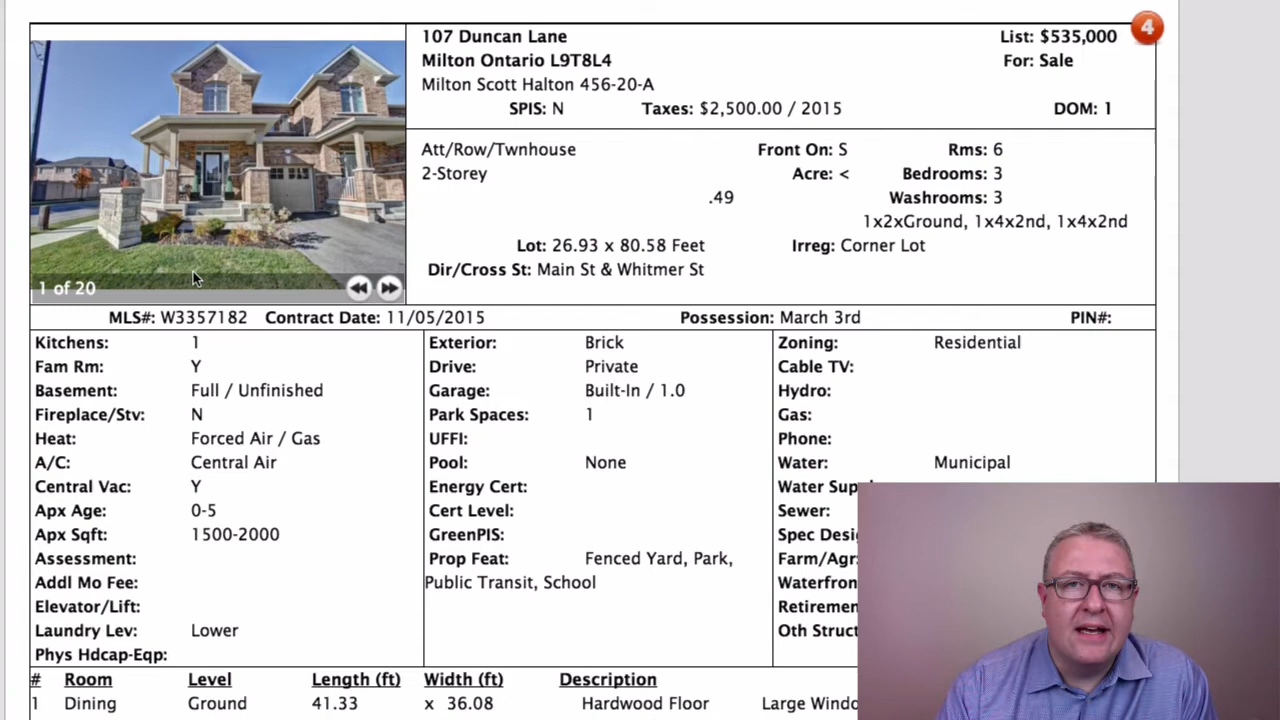 4
107 Duncan Lane List: $535,000
Milton Ontario L9T8L4 For: Sale
Milton Scott Halton 456-20-A
SPIS: N Taxes: $2,500.00 / 2015 DOM: 1
Att/Row/Twnhouse Front On: S Rms: 6
2-Storey Acre: < Bedrooms: 3
.49 Washrooms: 3
1x2xGround, 1x4x2nd, 1x4x2nd
Lot: 26.93 x 80.58 Feet Irreg: Corner Lot
Dir/Cross St: Main St & Whitmer St
1 of 20
MLS#: W3357182 Contract Date: 11/05/2015 Possession: March 3rd PIN#:
Kitchens: 1 Exterior: Brick Zoning: Residential
Fam Rm: Y Drive: Private Cable TV:
Basement: Full / Unfinished Garage: Built-In / 1.0 Hydro:
Fireplace/Stv: N Park Spaces: 1 Gas:
Heat: Forced Air / Gas UFFI: Phone:
A/C: Central Air Pool: None Water: Municipal
Central Vac: Y Energy Cert: Water
Apx Age: 0-5 Cert Level: Sewer:
Apx Sqft: 1500-2000 GreenPIS: Spec
Assessment: Prop Feat: Fenced Yard, Park, Farm/Agr
Addl Mo Fee: Public Transit, School
Elevator/Lift:
Laundry Lev: Lower Oth
Phys Hdcap-Eqp:
# Room Level Length (ft) Width (ft) Description
1 Dining Ground 41.33 x 36.08 Hardwood Floor Large